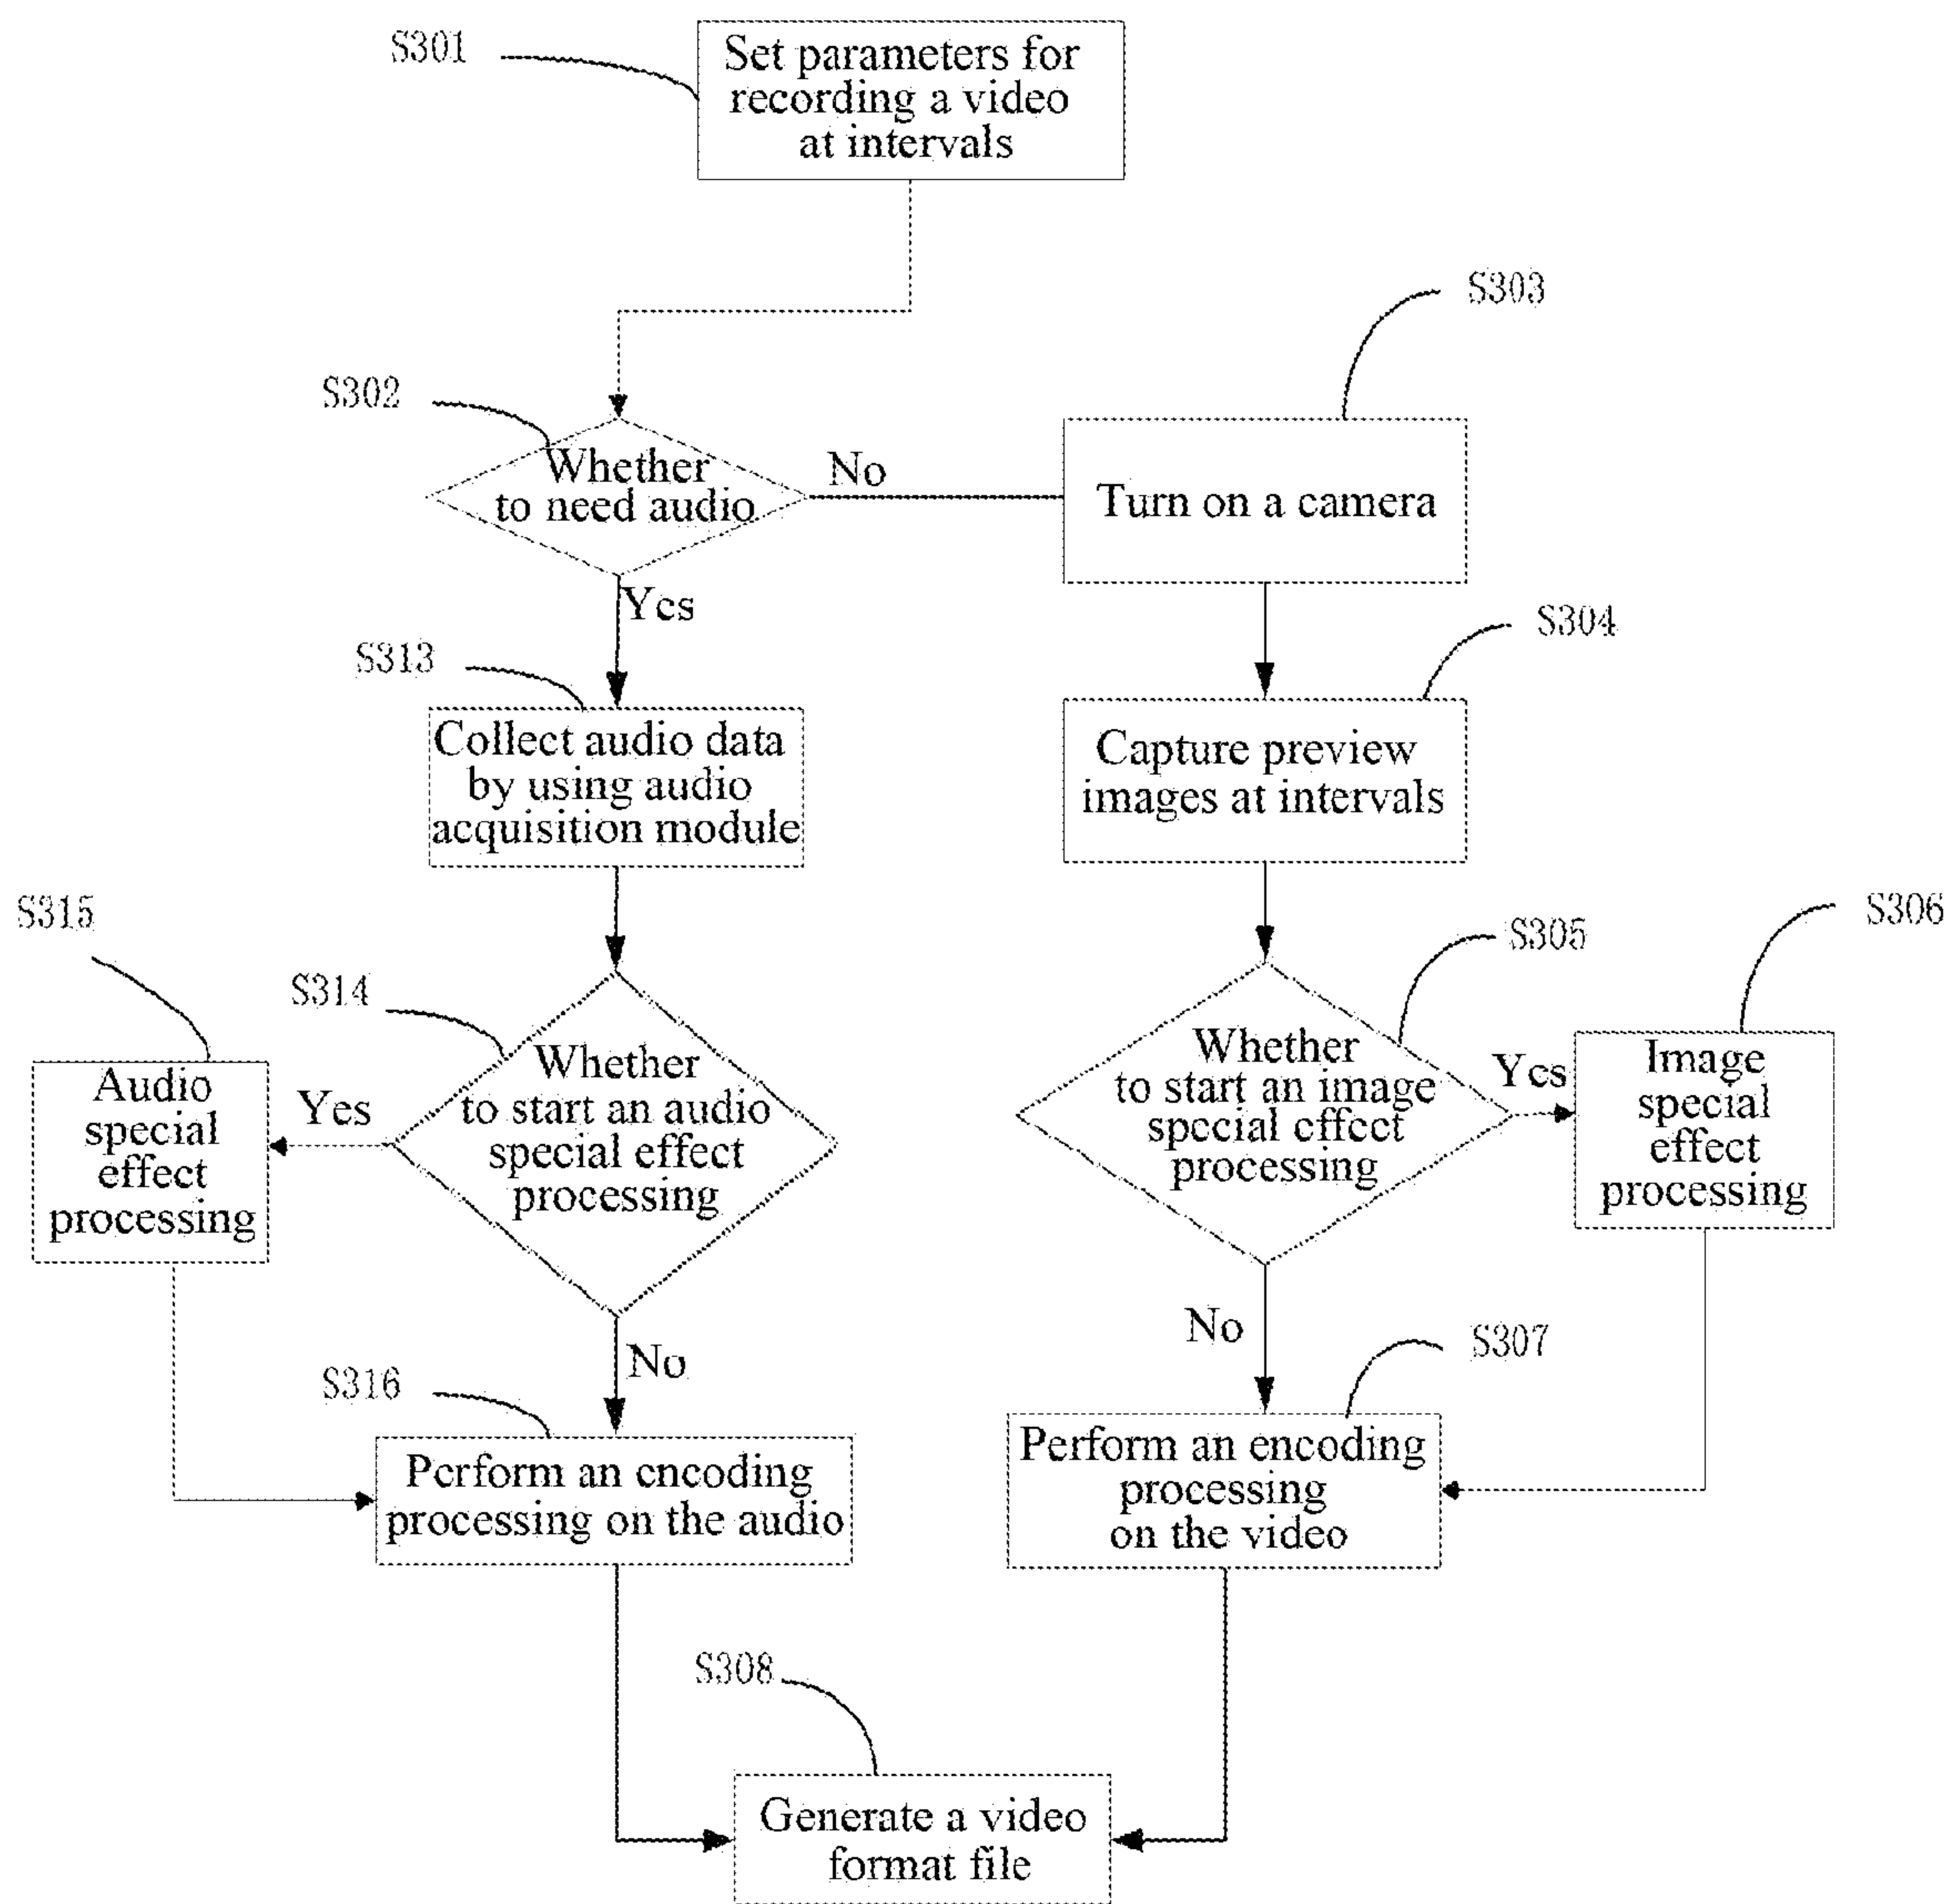 S301
Set parameters for
recording a video
at intervals
S303
S302
Whether
to need audio
No
Turn on a camera
Yes
S304
S313
Collect audio data
by using audio
acquisition module
Capture preview
images at intervals
S315
S306
S305
S314
Whether
to start an audio
special effect
processing
Yes
Audio
special
effect
processing
Whether
to start an image
special effect
processing
Yes
Image
special
effect
processing
No
No
S307
S316
Perform an encoding
processing on the audio
Perform an encoding
processing
on the video
S308
Generate a video
format file